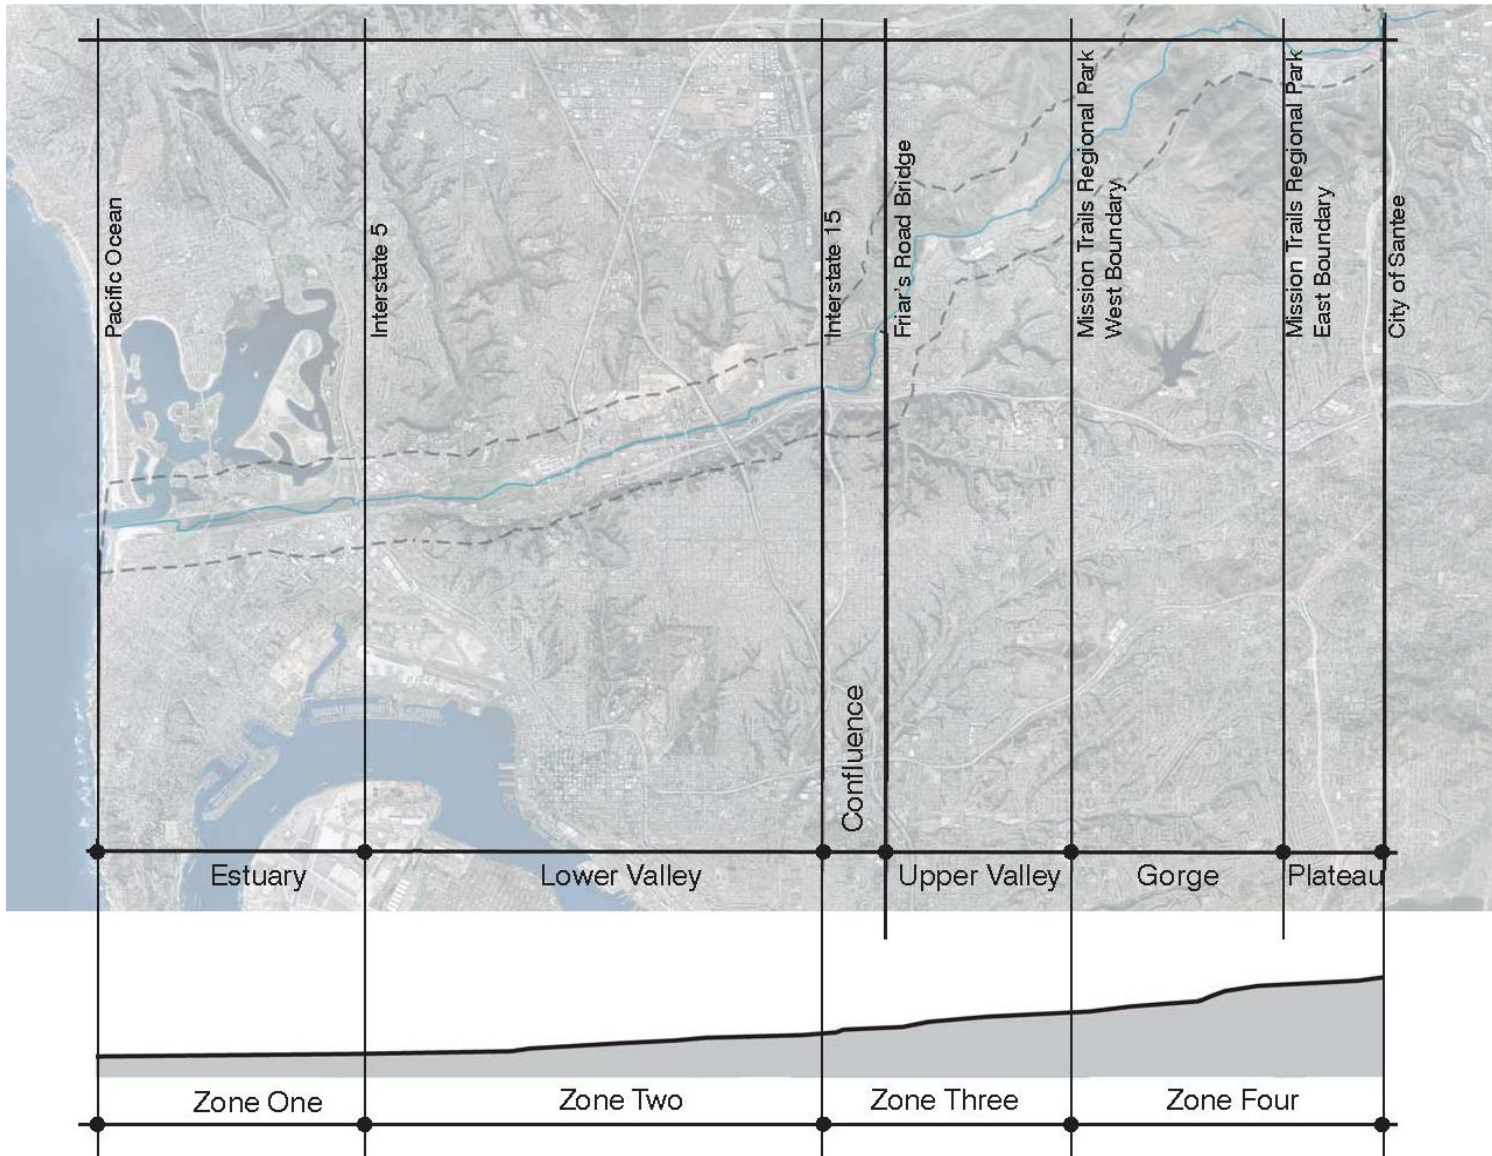 Pacific Ocean
Interstate 5
Interstate 15
Friar's Road Bridge
Mission Trails Regional Park
West Boundary
Mission Trails Regional Park
East Boundary
City of Santee
Confluence
Estuary
Lower Valley
Upper Valley
Gorge
Plateau
Zone One
Zone Two
Zone Three
Zone Four